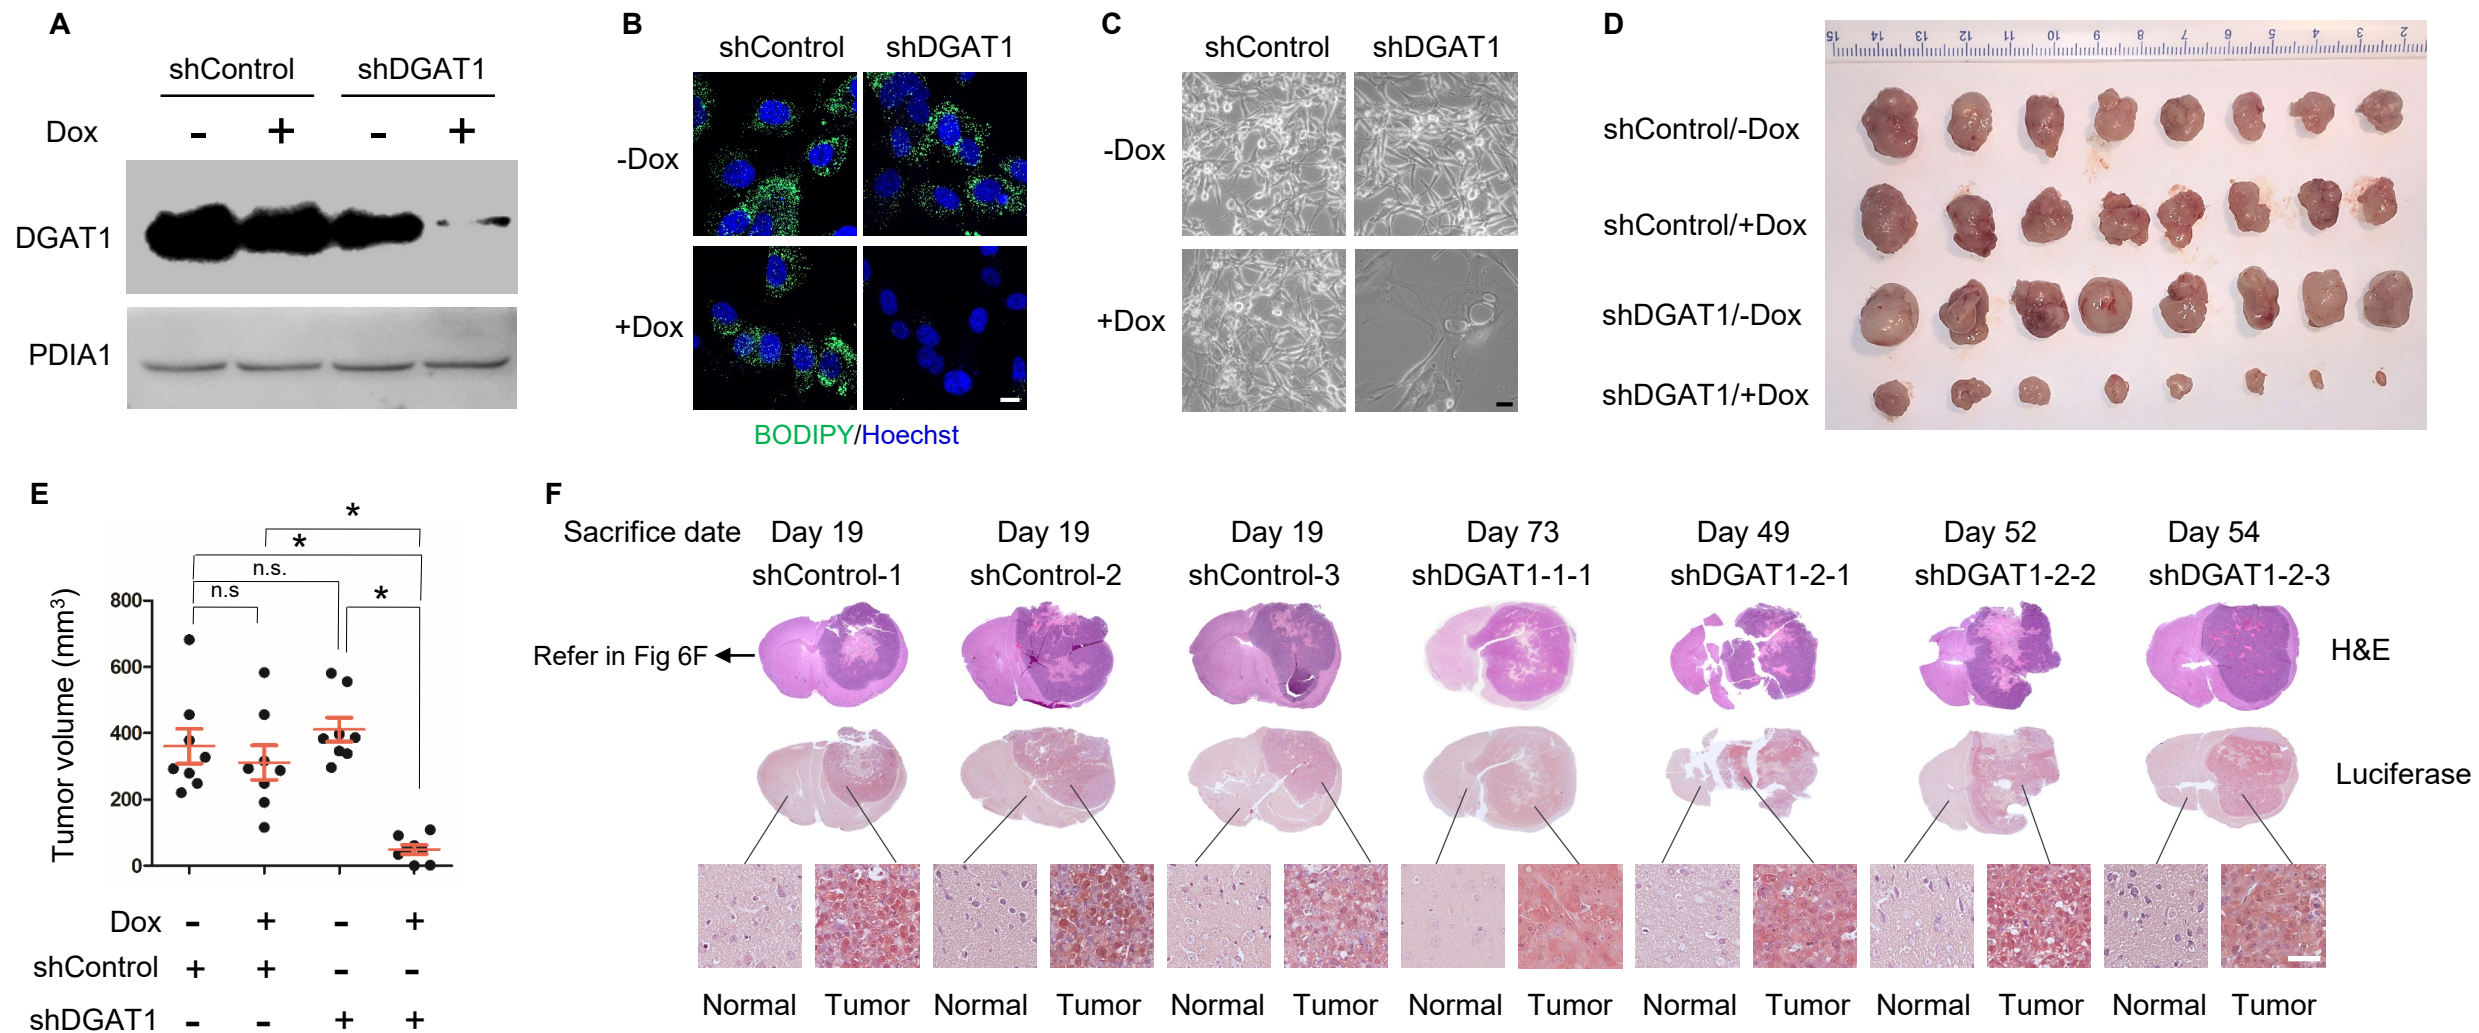 A
shControl shDGAT1
Dox - + - +
DGAT1
PDIA1
B
shControl shDGAT1
-Dox
+Dox
BODIPY/Hoechst
C
shControl shDGAT1
-Dox
+Dox
D
15 14 13 12 11 10 9 8 7 6 5 4 3 2
shControl/-Dox
shControl/+Dox
shDGAT1/-Dox
shDGAT1/+Dox
E
*
*
n.s.
n.s
*
Tumor volume (mm³)
800
600
400
200
0
Dox - + - +
shControl + + - -
shDGAT1 - - + +
F
Sacrifice date Day 19 Day 19 Day 19 Day 73 Day 49 Day 52 Day 54
shControl-1 shControl-2 shControl-3 shDGAT1-1-1 shDGAT1-2-1 shDGAT1-2-2 shDGAT1-2-3
Refer in Fig 6F
H&E
Luciferase
Normal Tumor Normal Tumor Normal Tumor Normal Tumor Normal Tumor Normal Tumor Normal Tumor